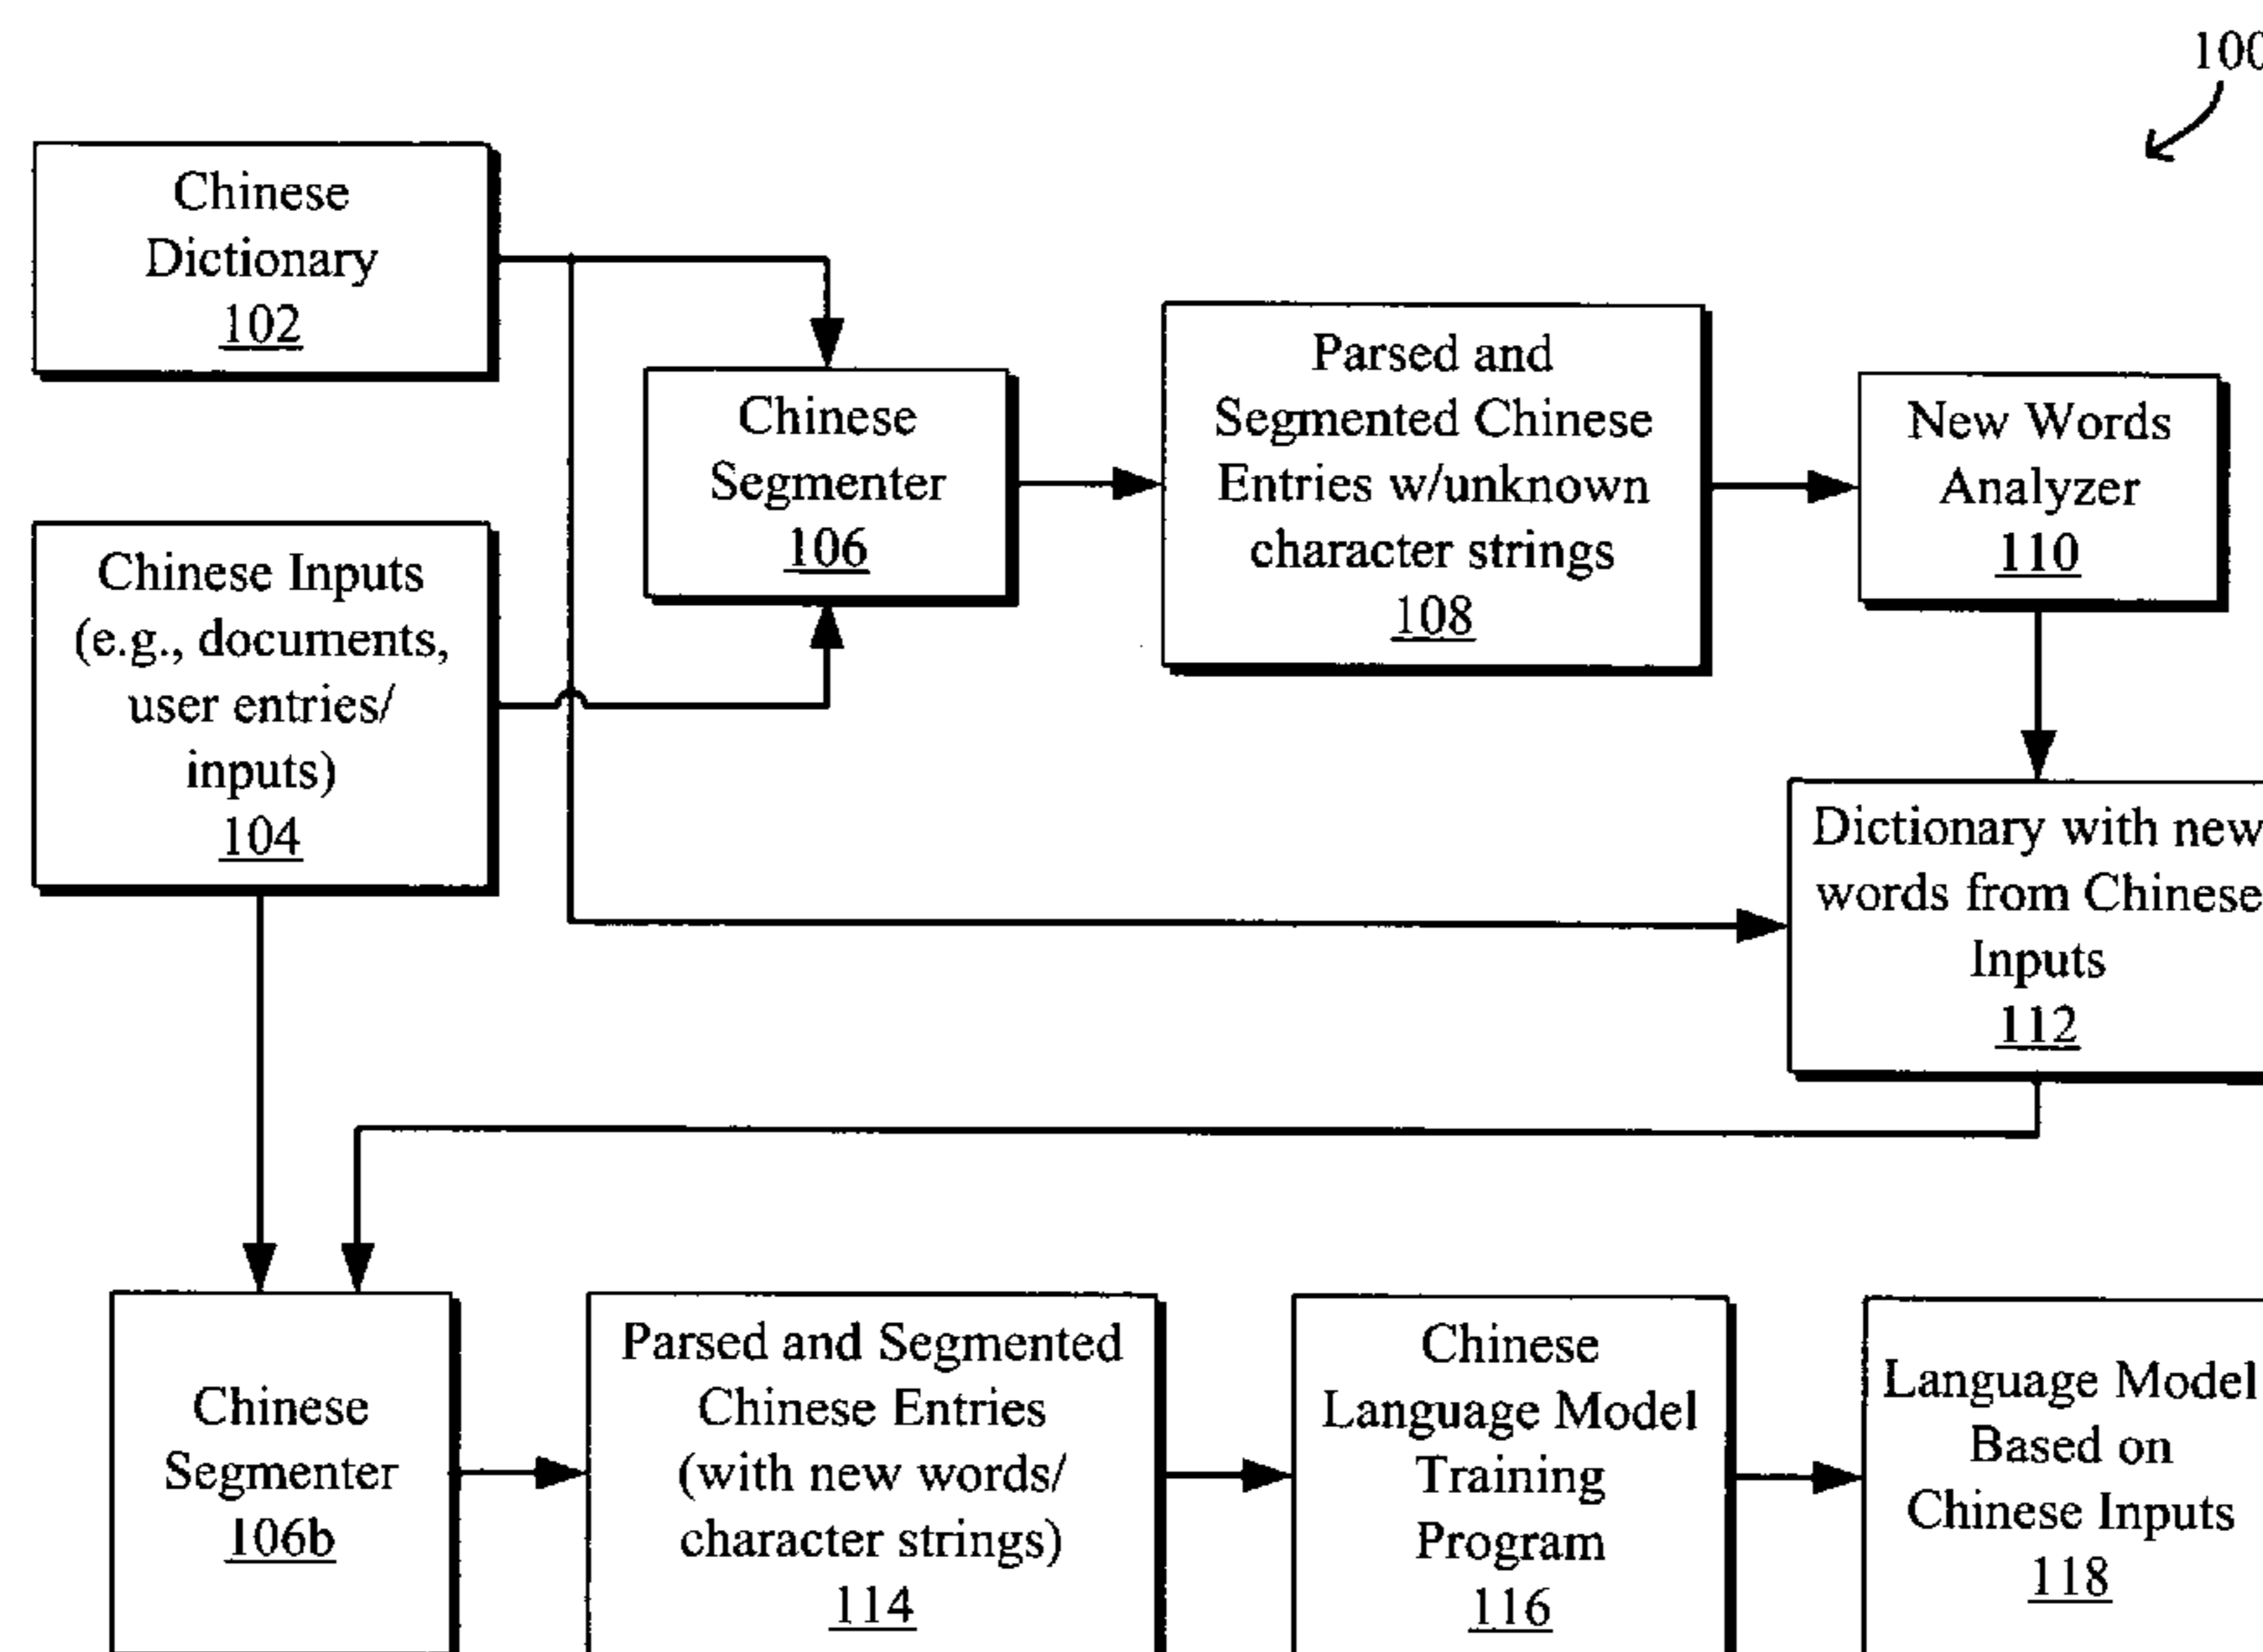 100
Chinese
Dictionary
102
Chinese Inputs
(e.g., documents,
user entries/
inputs)
104
Chinese
Segmenter
106
Parsed and
Segmented Chinese
Entries w/unknown
character strings
108
New Words
Analyzer
110
Dictionary with new
words from Chinese
Inputs
112
Chinese
Segmenter
106b
Parsed and Segmented
Chinese Entries
(with new words/
character strings)
114
Chinese
Language Model
Training
Program
116
Language Model
Based on
Chinese Inputs
118